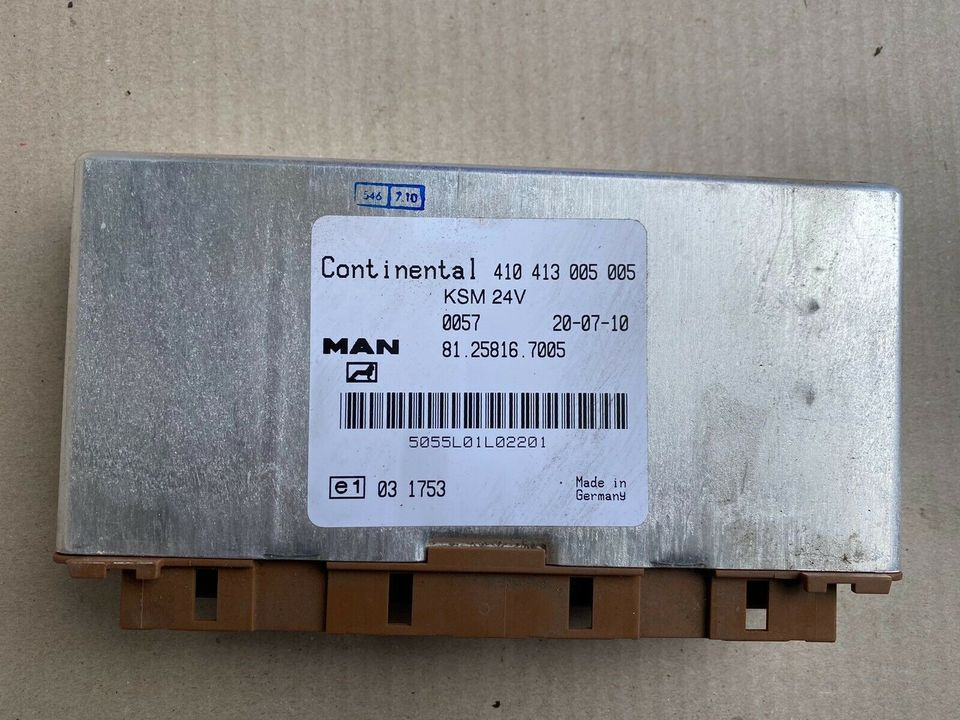 546 7.10
Continental 410 413 005 005
KSM 24V
0057 20-07-10
MAN 81.25816.7005
5055L01L02201
e1 03 1753
Made in
Germany